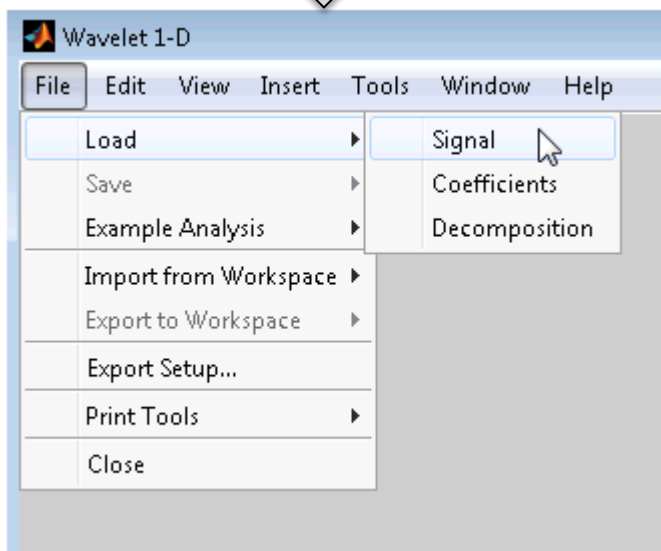 Wavelet 1-D
File Edit View Insert Tools Window Help
Load
Save
Example Analysis
Import from Workspace
Export to Workspace
Export Setup...
Print Tools
Close
Signal
Coefficients
Decomposition